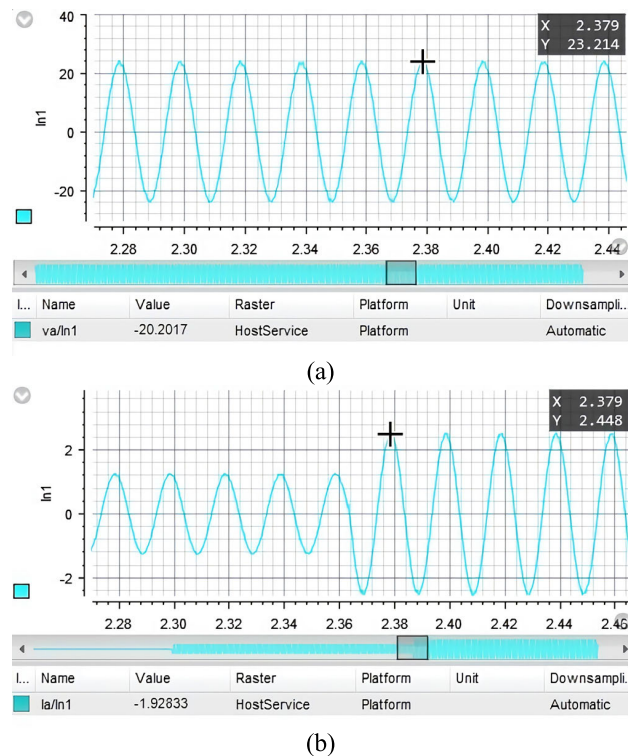 40
X 2.379
Y 23.214
20
0
-20
In1
2.28 2.30 2.32 2.34 2.36 2.38 2.40 2.42 2.44
I... Name Value Raster Platform Unit Downsampli...
va/In1 -20.2017 HostService Platform Automatic
(a)
X 2.379
Y 2.448
2
0
-2
In1
2.28 2.30 2.32 2.34 2.36 2.38 2.40 2.42 2.44 2.46
I... Name Value Raster Platform Unit Downsampli...
Ia/In1 -1.92833 HostService Platform Automatic
(b)